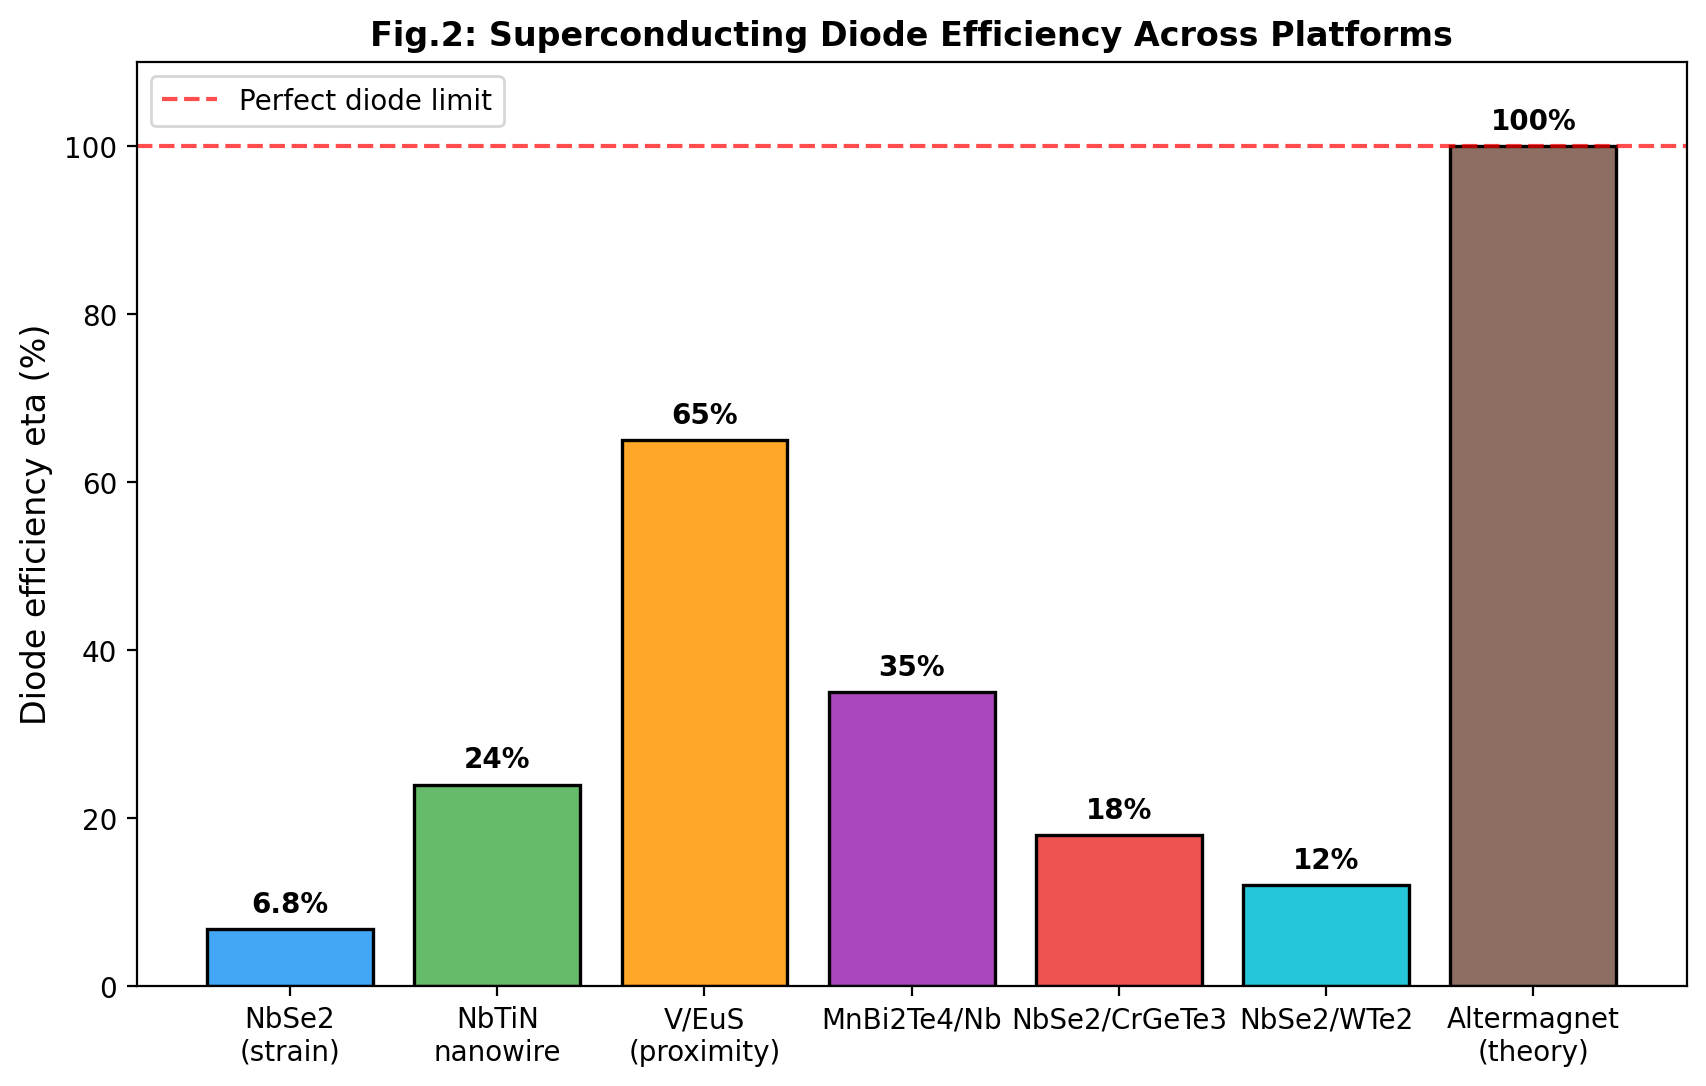 Fig.2: Superconducting Diode Efficiency Across Platforms
Perfect diode limit
Diode efficiency eta (%)
100
80
60
40
20
0
6.8%
24%
65%
35%
18%
12%
100%
NbSe2
(strain)
NbTiN
nanowire
V/EuS
(proximity)
MnBi2Te4/Nb
NbSe2/CrGeTe3
NbSe2/WTe2
Altermagnet
(theory)